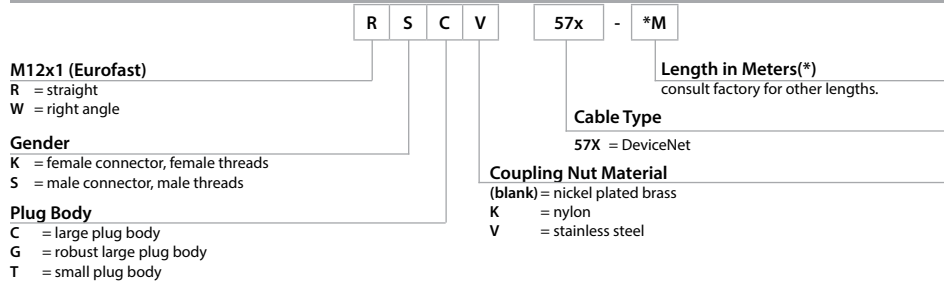 R S C V 57x - *M
M12x1 (Eurofast)
R = straight
W = right angle
Gender
K = female connector, female threads
S = male connector, male threads
Plug Body
C = large plug body
G = robust large plug body
T = small plug body
Length in Meters(*)
consult factory for other lengths.
Cable Type
57X = DeviceNet
Coupling Nut Material
(blank) = nickel plated brass
K = nylon
V = stainless steel